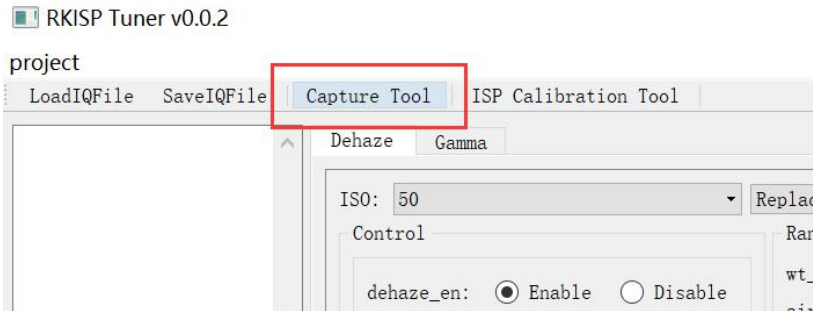 RKISP Tuner v0.0.2
project
LoadIQFile SaveIQFile Capture Tool ISP Calibration Tool
Dehaze Gamma
ISO: 50
Control
dehaze_en: Enable Disable